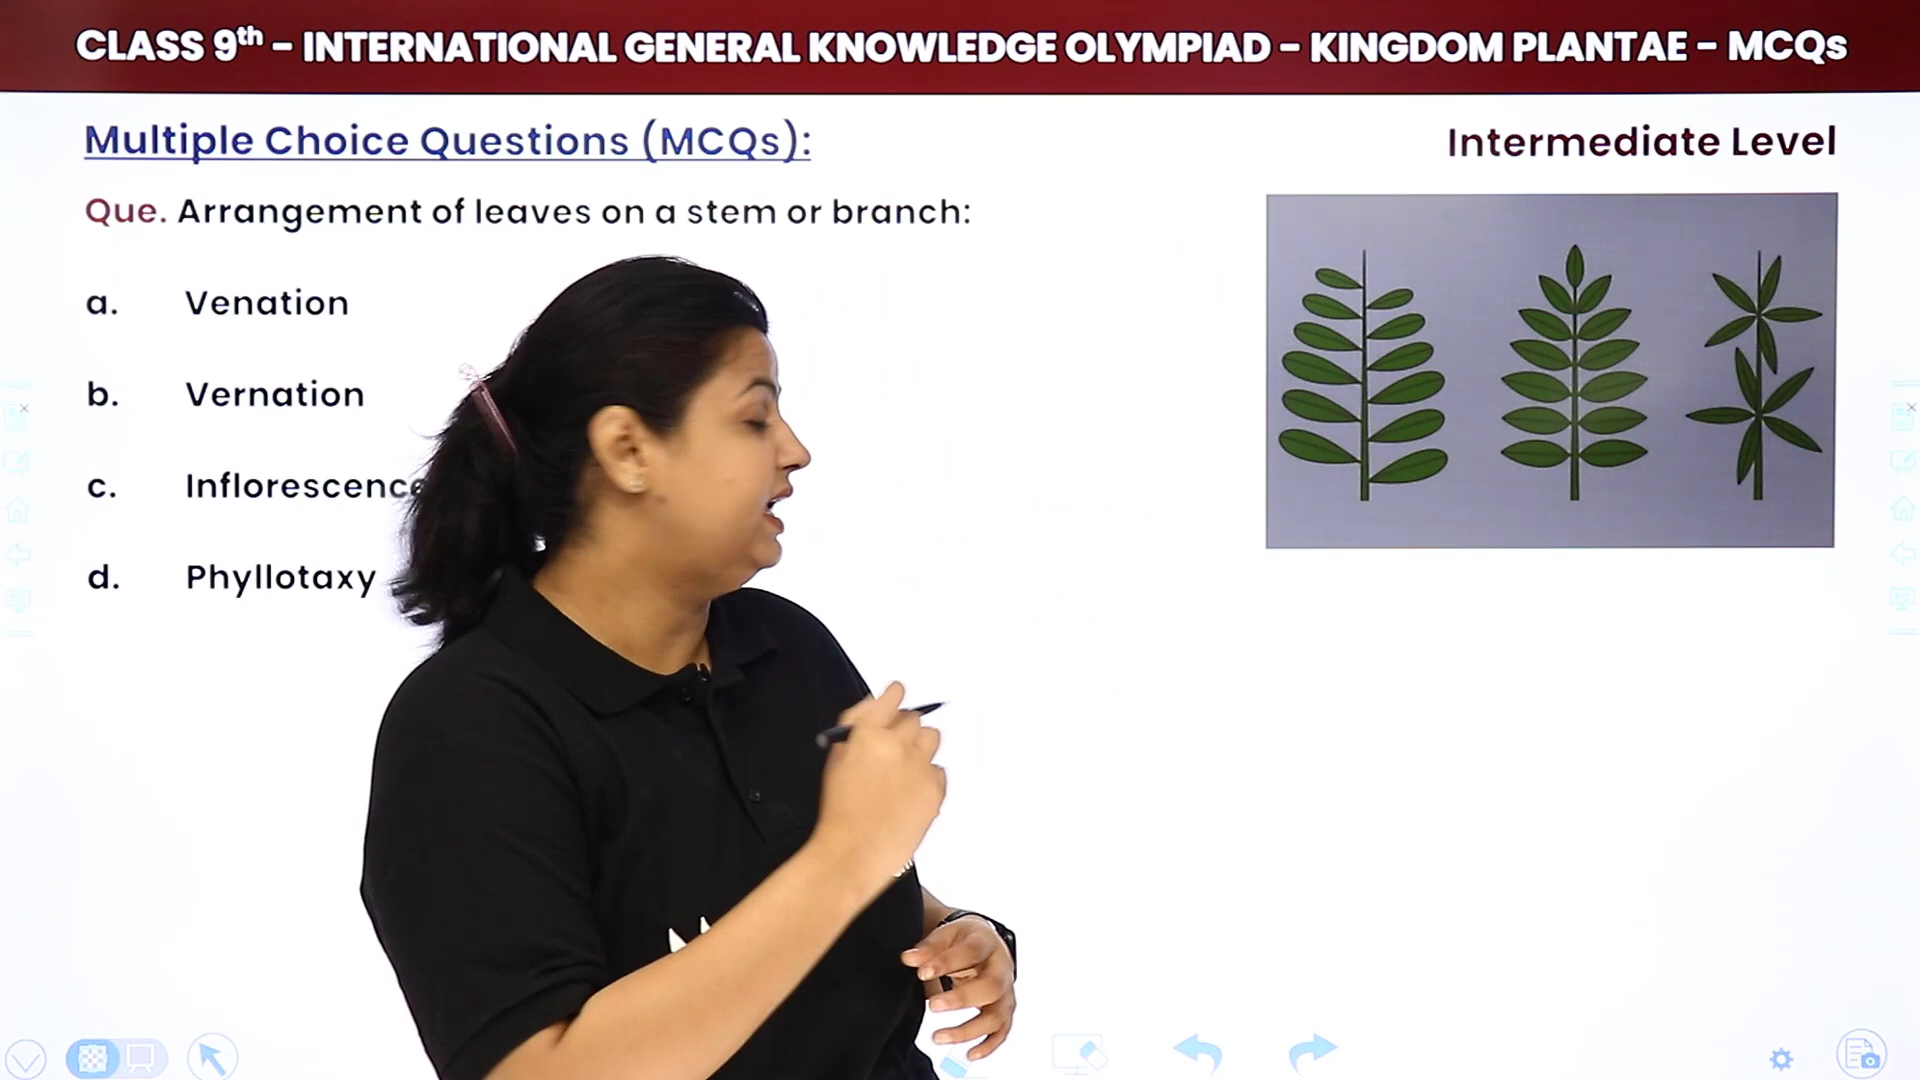 CLASS 9th – INTERNATIONAL GENERAL KNOWLEDGE OLYMPIAD – KINGDOM PLANTAE – MCQs
Multiple Choice Questions (MCQs):
Intermediate Level
Que. Arrangement of leaves on a stem or branch:
a. Venation
b. Vernation
c. Inflorescence
d. Phyllotaxy